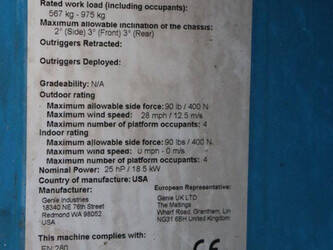 Rated work load (including occupants):
567 kg - 975 kg
Maximum allowable inclination of the chassis:
2° (Side) 3° (Front) 3° (Rear)
Outriggers Retracted:
Outriggers Deployed:
Gradeability: N/A
Outdoor rating
Maximum allowable side force: 90 lb / 400 N
Maximum wind speed: 28 mph / 12.5 m/s
Maximum number of platform occupants: 4
Indoor rating
Maximum allowable side force: 90 lbs / 400 N
Maximum wind speed: 0 mph - 0 m/s
Maximum number of platform occupants: 4
Nominal Power: 25 hP / 18.5 kW
Country of manufacture: USA
Manufacturer: European Representative:
Genie Industries Genie UK LTD
18340 NE 76th Street The Maltings
Redmond WA 98052 Wharf Road, Grantham, Lin
USA NG31 6BH United Kingdom
This machine complies with:
EN 280 CE